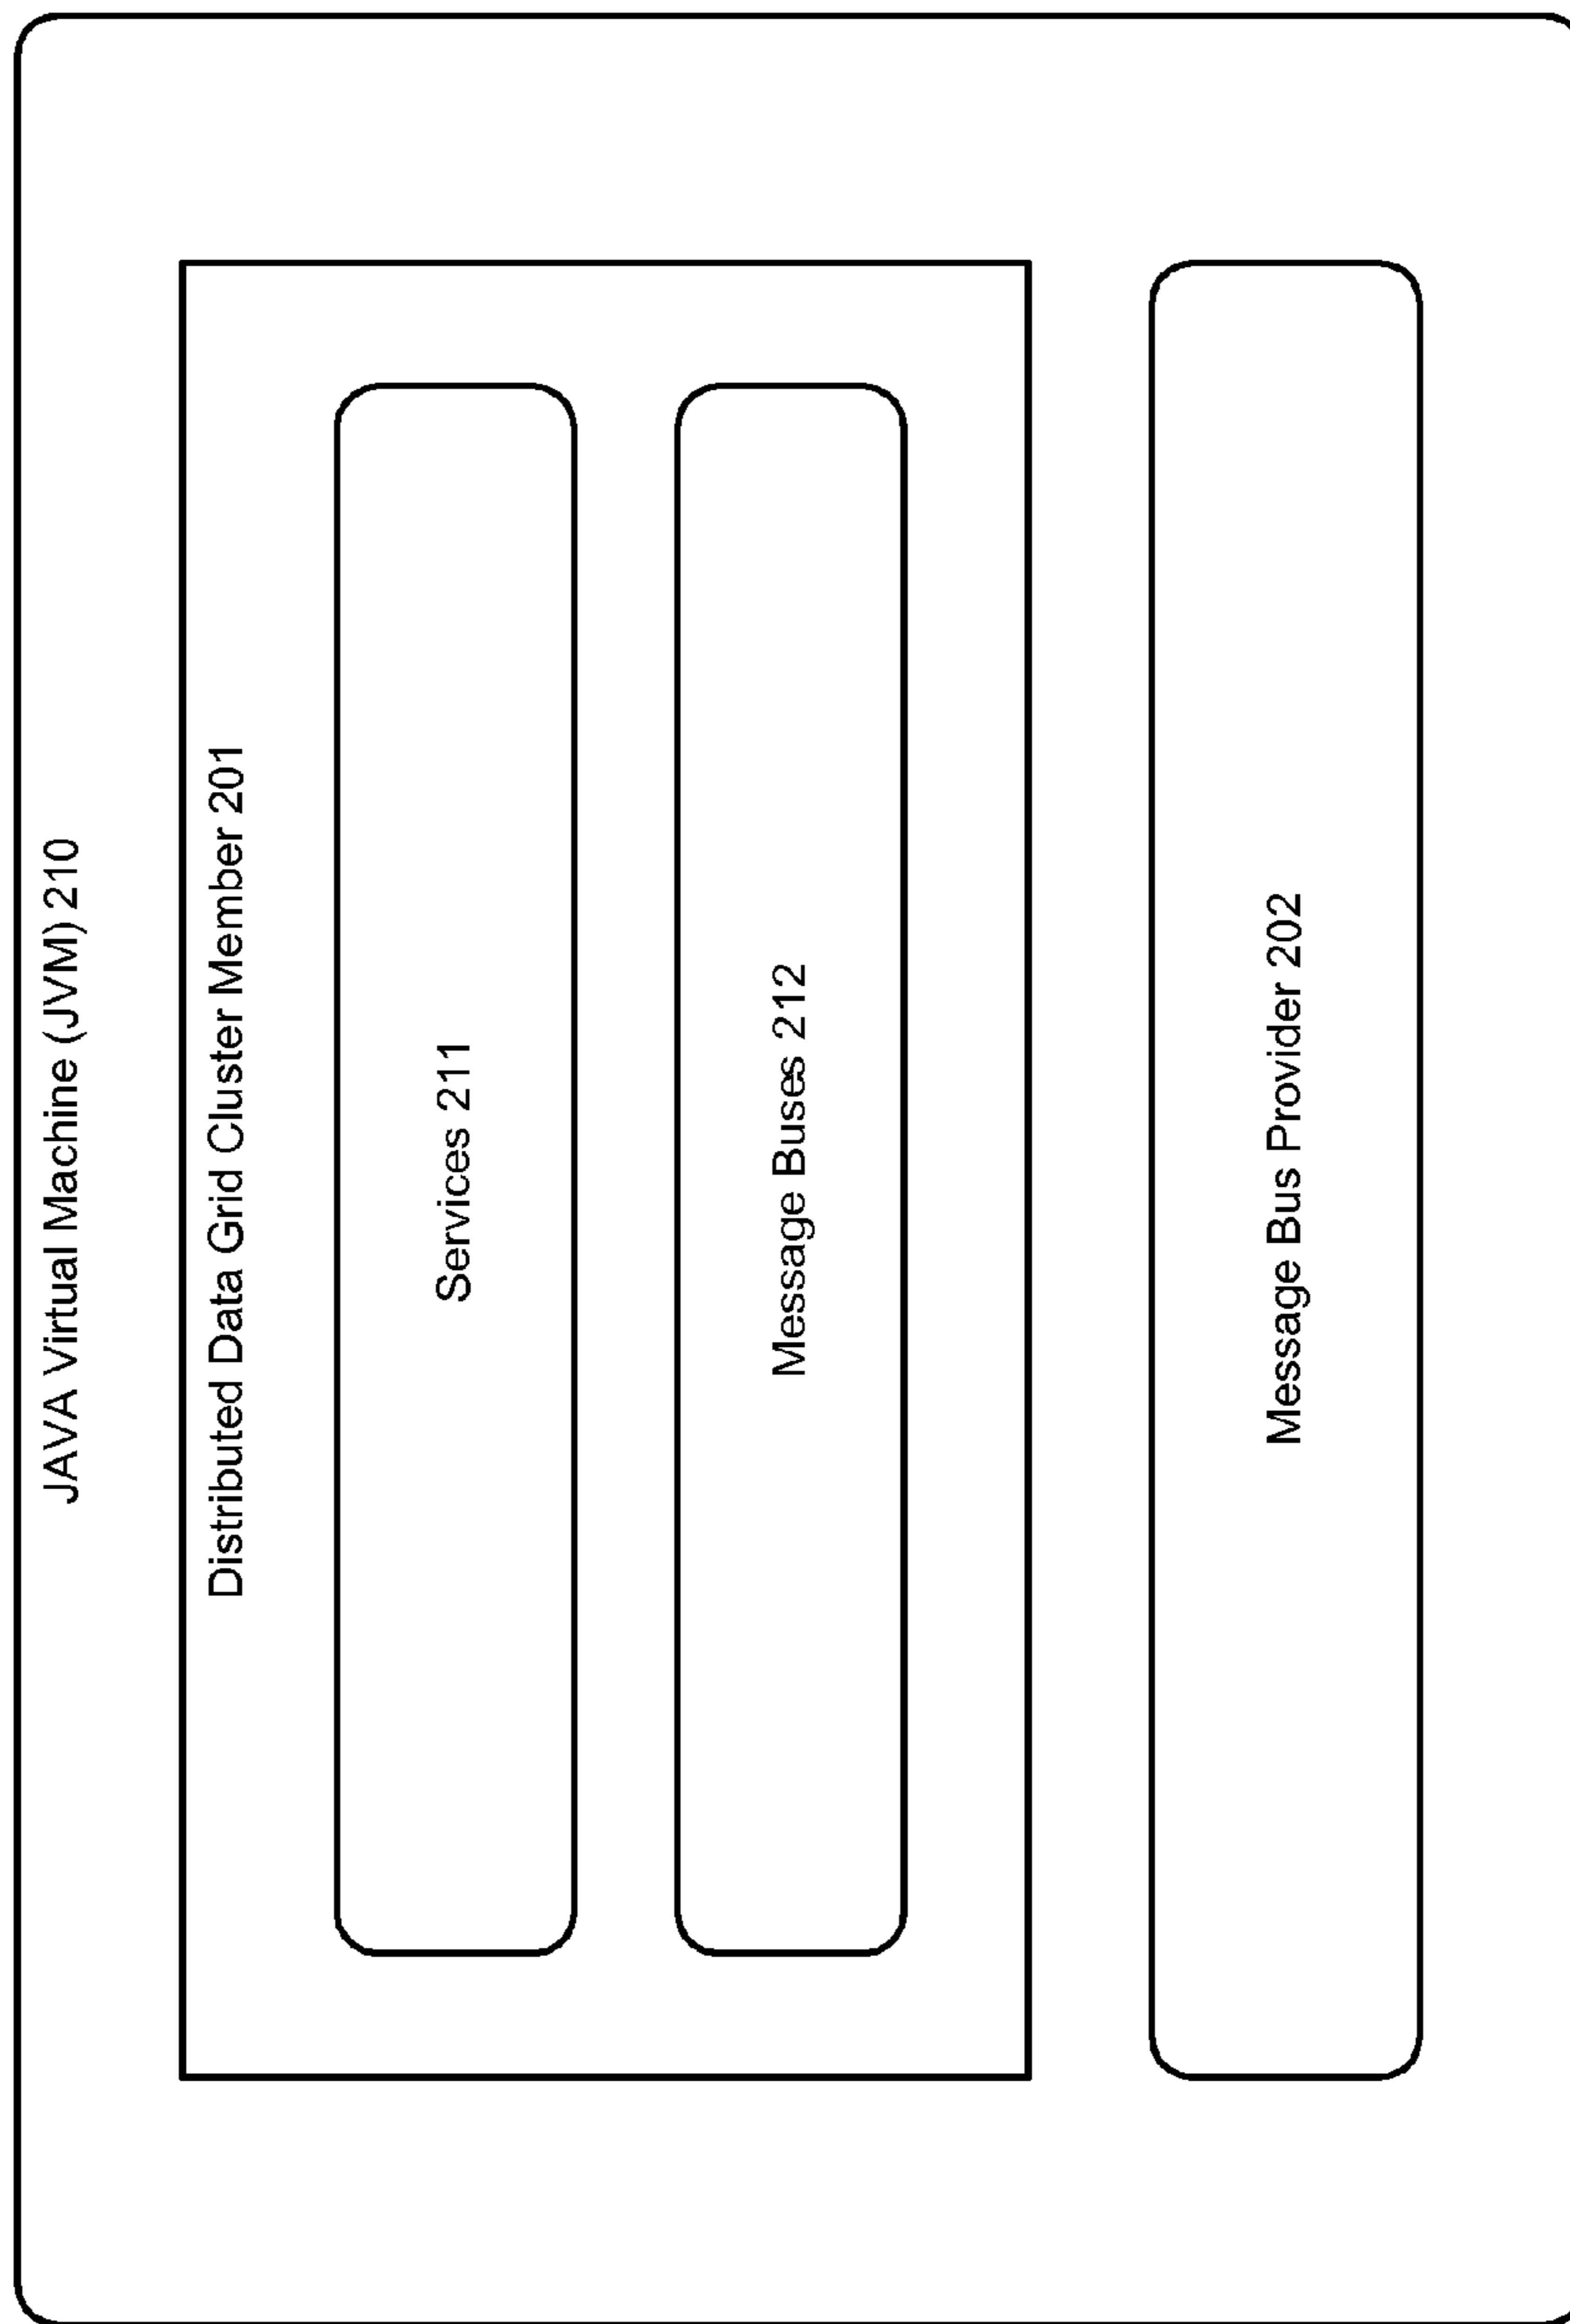 JAVA Virtual Machine (JVM) 210
Distributed Data Grid Cluster Member 201
Services 211
Message Buses 212
Message Bus Provider 202